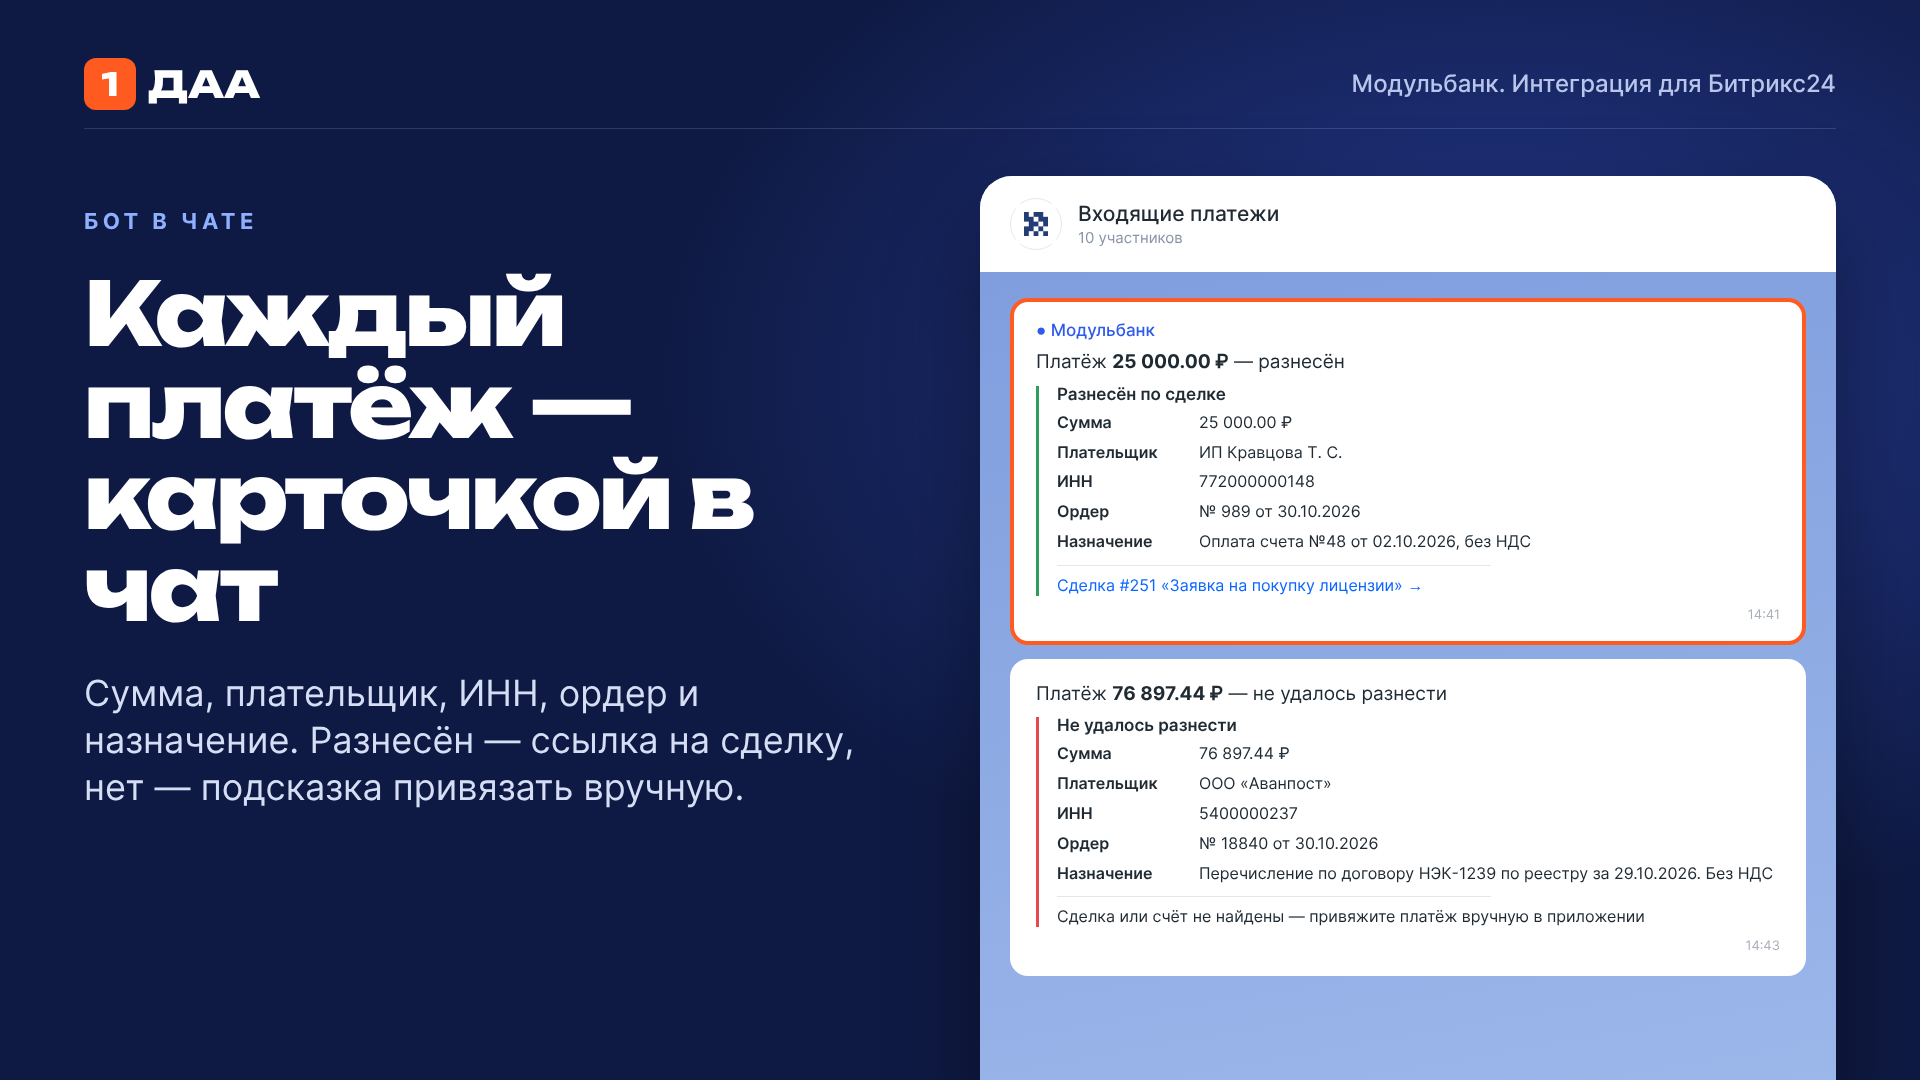 1 ДАА
Модульбанк. Интеграция для Битрикс24
БОТ В ЧАТЕ
Каждый
платёж —
карточкой в
чат
Сумма, плательщик, ИНН, ордер и
назначение. Разнесён — ссылка на сделку,
нет — подсказка привязать вручную.
Входящие платежи
10 участников
● Модульбанк
Платёж 25 000.00 ₽ — разнесён
Разнесён по сделке
Сумма 25 000.00 ₽
Плательщик ИП Кравцова Т. С.
ИНН 772000000148
Ордер № 989 от 30.10.2026
Назначение Оплата счета №48 от 02.10.2026, без НДС
Сделка #251 «Заявка на покупку лицензии» →
14:41
Платёж 76 897.44 ₽ — не удалось разнести
Не удалось разнести
Сумма 76 897.44 ₽
Плательщик ООО «Аванпост»
ИНН 5400000237
Ордер № 18840 от 30.10.2026
Назначение Перечисление по договору НЭК-1239 по реестру за 29.10.2026. Без НДС
Сделка или счёт не найдены — привяжите платёж вручную в приложении
14:43